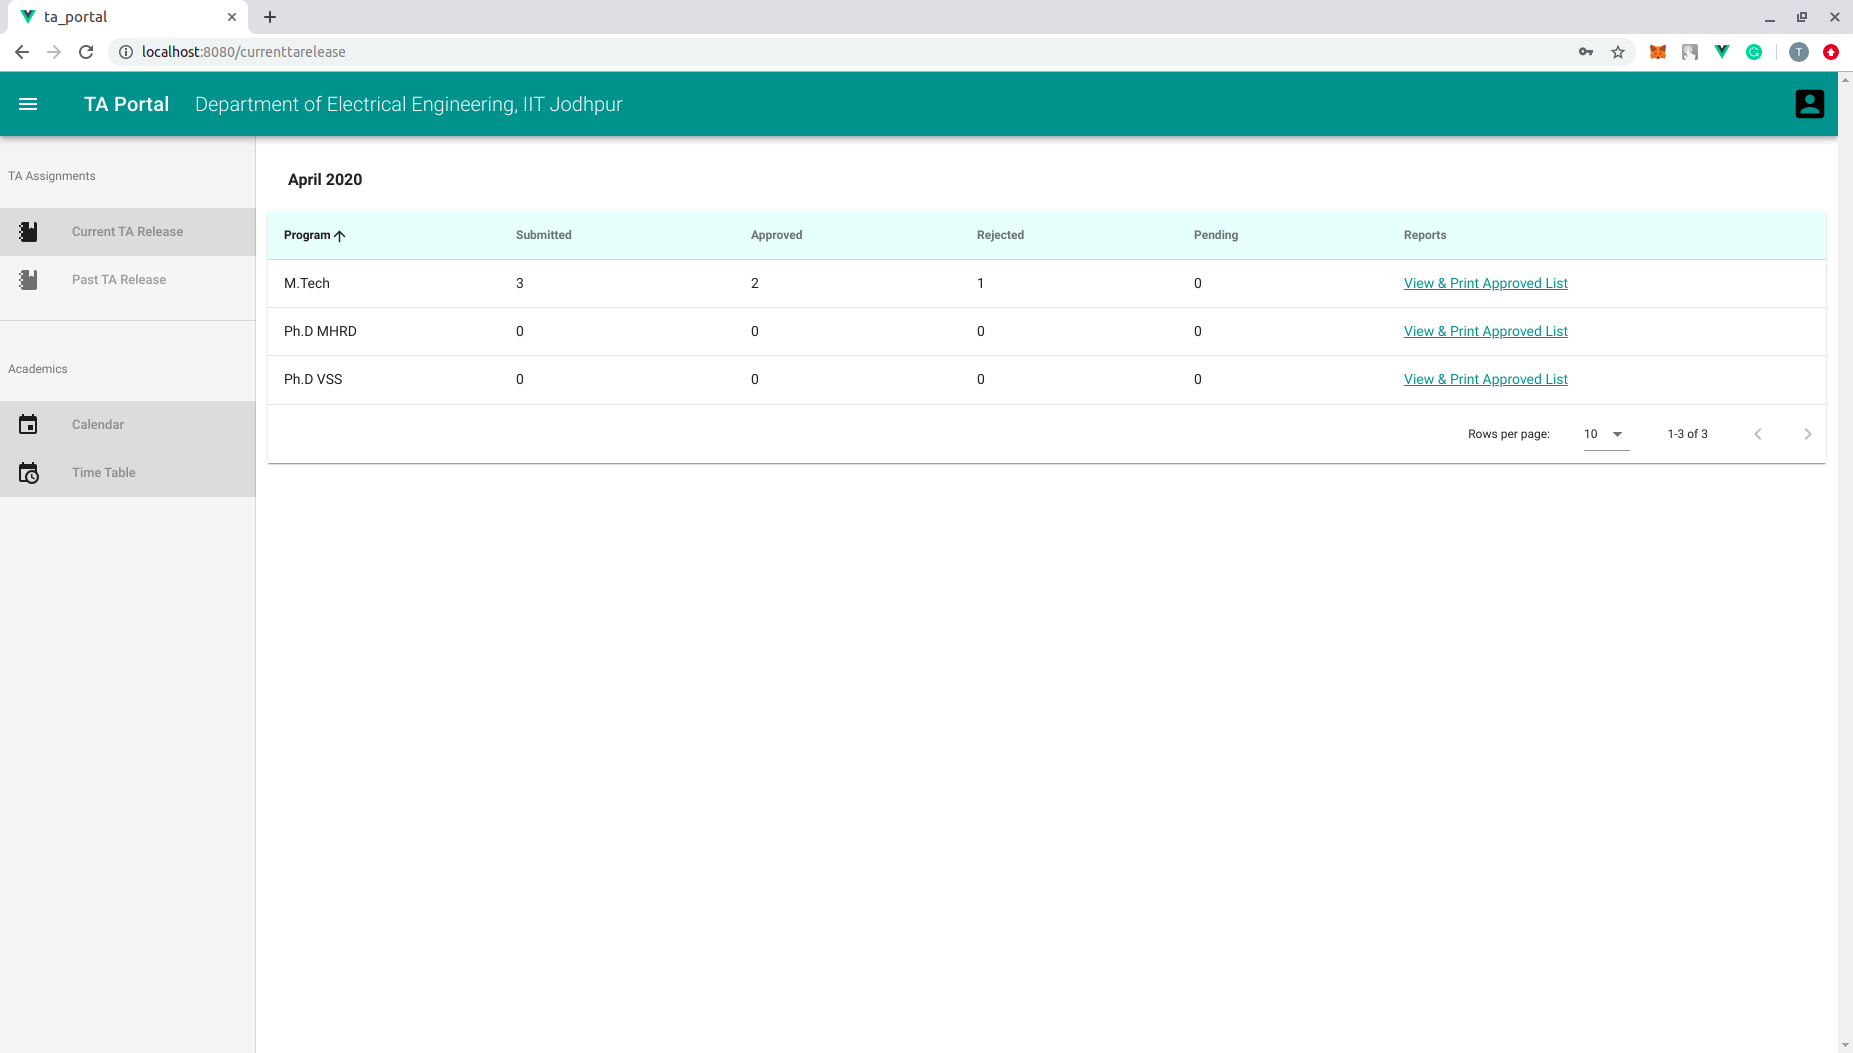 ta_portal
localhost:8080/currenttarelease
T
TA Portal Department of Electrical Engineering, IIT Jodhpur
TA Assignments
Current TA Release
Past TA Release
Academics
Calendar
Time Table
April 2020
Program Submitted Approved Rejected Pending Reports
M.Tech 3 2 1 0 View & Print Approved List
Ph.D MHRD 0 0 0 0 View & Print Approved List
Ph.D VSS 0 0 0 0 View & Print Approved List
Rows per page: 10 1-3 of 3